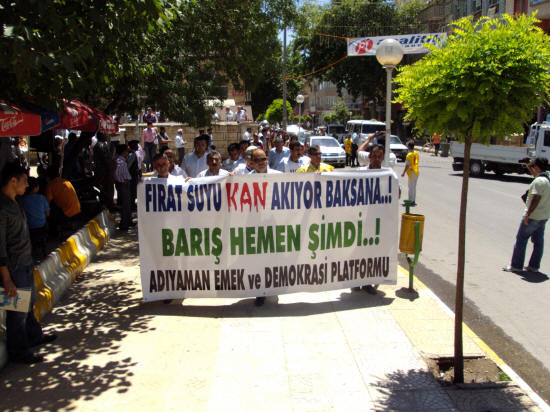 FIRAT SUYU KAN AKIYOR BAKSANA..!
BARIŞ HEMEN ŞİMDİ..!
ADIYAMAN EMEK ve DEMOKRASİ PLATFORMU